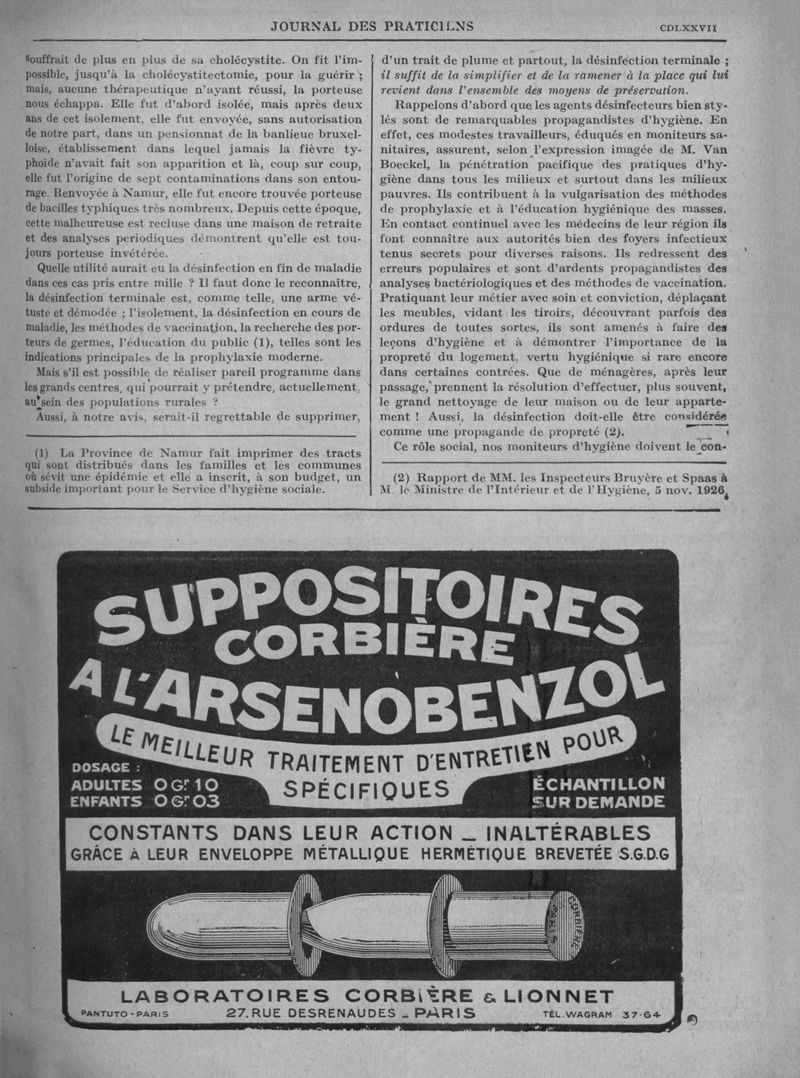 JOURNAL DES PRATICIENS
CDLXXVII
souffrait de plus en plus de sa cholécystite. On fit l'im-
possible, jusqu'à la cholécystitectomie, pour la guérir ;
mais, aucune thérapeutique n'ayant réussi, la porteuse
nous échappa. Elle fut d'abord isolée, mais après deux
ans de cet isolement, elle fut envoyée, sans autorisation
de notre part, dans un pensionnat de la banlieue bruxel-
loise, établissement dans lequel jamais la fièvre ty-
phoïde n'avait fait son apparition et là, coup sur coup,
elle fut l'origine de sept contaminations dans son entou-
rage. Renvoyée à Namur, elle fut encore trouvée porteuse
de bacilles typhiques très nombreux. Depuis cette époque,
cette malheureuse est recluse dans une maison de retraite
et des analyses periodiques démontrent qu'elle est tou-
jours porteuse invétérée.
Quelle utilité aurait eu la désinfection en fin de maladie
dans ces cas pris entre mille ? Il faut donc le reconnaître,
la désinfection terminale est, comme telle, une arme vé-
tuste et démodée ; l'isolement, la désinfection en cours de
maladie, les méthodes de vaccination, la recherche des por-
teurs de germes, l'éducation du public (1), telles sont les
indications principales de la prophylaxie moderne.
Mais s'il est possible de réaliser pareil programme dans
les grands centres, qui pourrait y prétendre, actuellement,
au sein des populations rurales ?
Aussi, à notre avis, serait-il regrettable de supprimer,
(1) La Province de Namur fait imprimer des tracts
qui sont distribués dans les familles et les communes
où sévit une épidémie et elle a inscrit, à son budget, un
subside important pour le Service d'hygiène sociale.
d'un trait de plume et partout, la désinfection terminale ;
il suffit de la simplifier et de la ramener à la place qui lui
revient dans l'ensemble des moyens de préservation.
Rappelons d'abord que les agents désinfecteurs bien sty-
lés sont de remarquables propagandistes d'hygiène. En
effet, ces modestes travailleurs, éduqués en moniteurs sa-
nitaires, assurent, selon l'expression imagée de M. Van
Boeckel, la pénétration pacifique des pratiques d'hy-
giène dans tous les milieux et surtout dans les milieux
pauvres. Ils contribuent à la vulgarisation des méthodes
de prophylaxie et à l'éducation hygiénique des masses.
En contact continuel avec les médecins de leur région ils
font connaître aux autorités bien des foyers infectieux
tenus secrets pour diverses raisons. Ils redressent des
erreurs populaires et sont d'ardents propagandistes des
analyses bactériologiques et des méthodes de vaccination.
Pratiquant leur métier avec soin et conviction, déplaçant
les meubles, vidant les tiroirs, découvrant parfois des
ordures de toutes sortes, ils sont amenés à faire des
leçons d'hygiène et à démontrer l'importance de la
propreté du logement, vertu hygiénique si rare encore
dans certaines contrées. Que de ménagères, après leur
passage, prennent la résolution d'effectuer, plus souvent,
le grand nettoyage de leur maison ou de leur apparte-
ment ! Aussi, la désinfection doit-elle être considérée
comme une propagande de propreté (2).
Ce rôle social, nos moniteurs d'hygiène doivent le con-
(2) Rapport de MM. les Inspecteurs Bruyère et Spaas à
M. le Ministre de l'Intérieur et de l'Hygiène, 5 nov. 1926.
SUPPOSITOIRES
CORBIÈRE
A L'ARSENOBENZOL
LE MEILLEUR TRAITEMENT D'ENTRETIEN POUR
SPÉCIFIQUES
DOSAGE :
ADULTES 0Gr10
ENFANTS 0Gr03
ÉCHANTILLON
SUR DEMANDE
CONSTANTS DANS LEUR ACTION _ INALTÉRABLES
GRÂCE A LEUR ENVELOPPE MÉTALLIQUE HERMÉTIQUE BREVETÉE S.G.D.G
CORBIÈRE
PARIS
LABORATOIRES CORBIÈRE & LIONNET
PANTUTO - PARIS
27. RUE DESRENAUDES _ PARIS
TÉL. WAGRAM 37-64